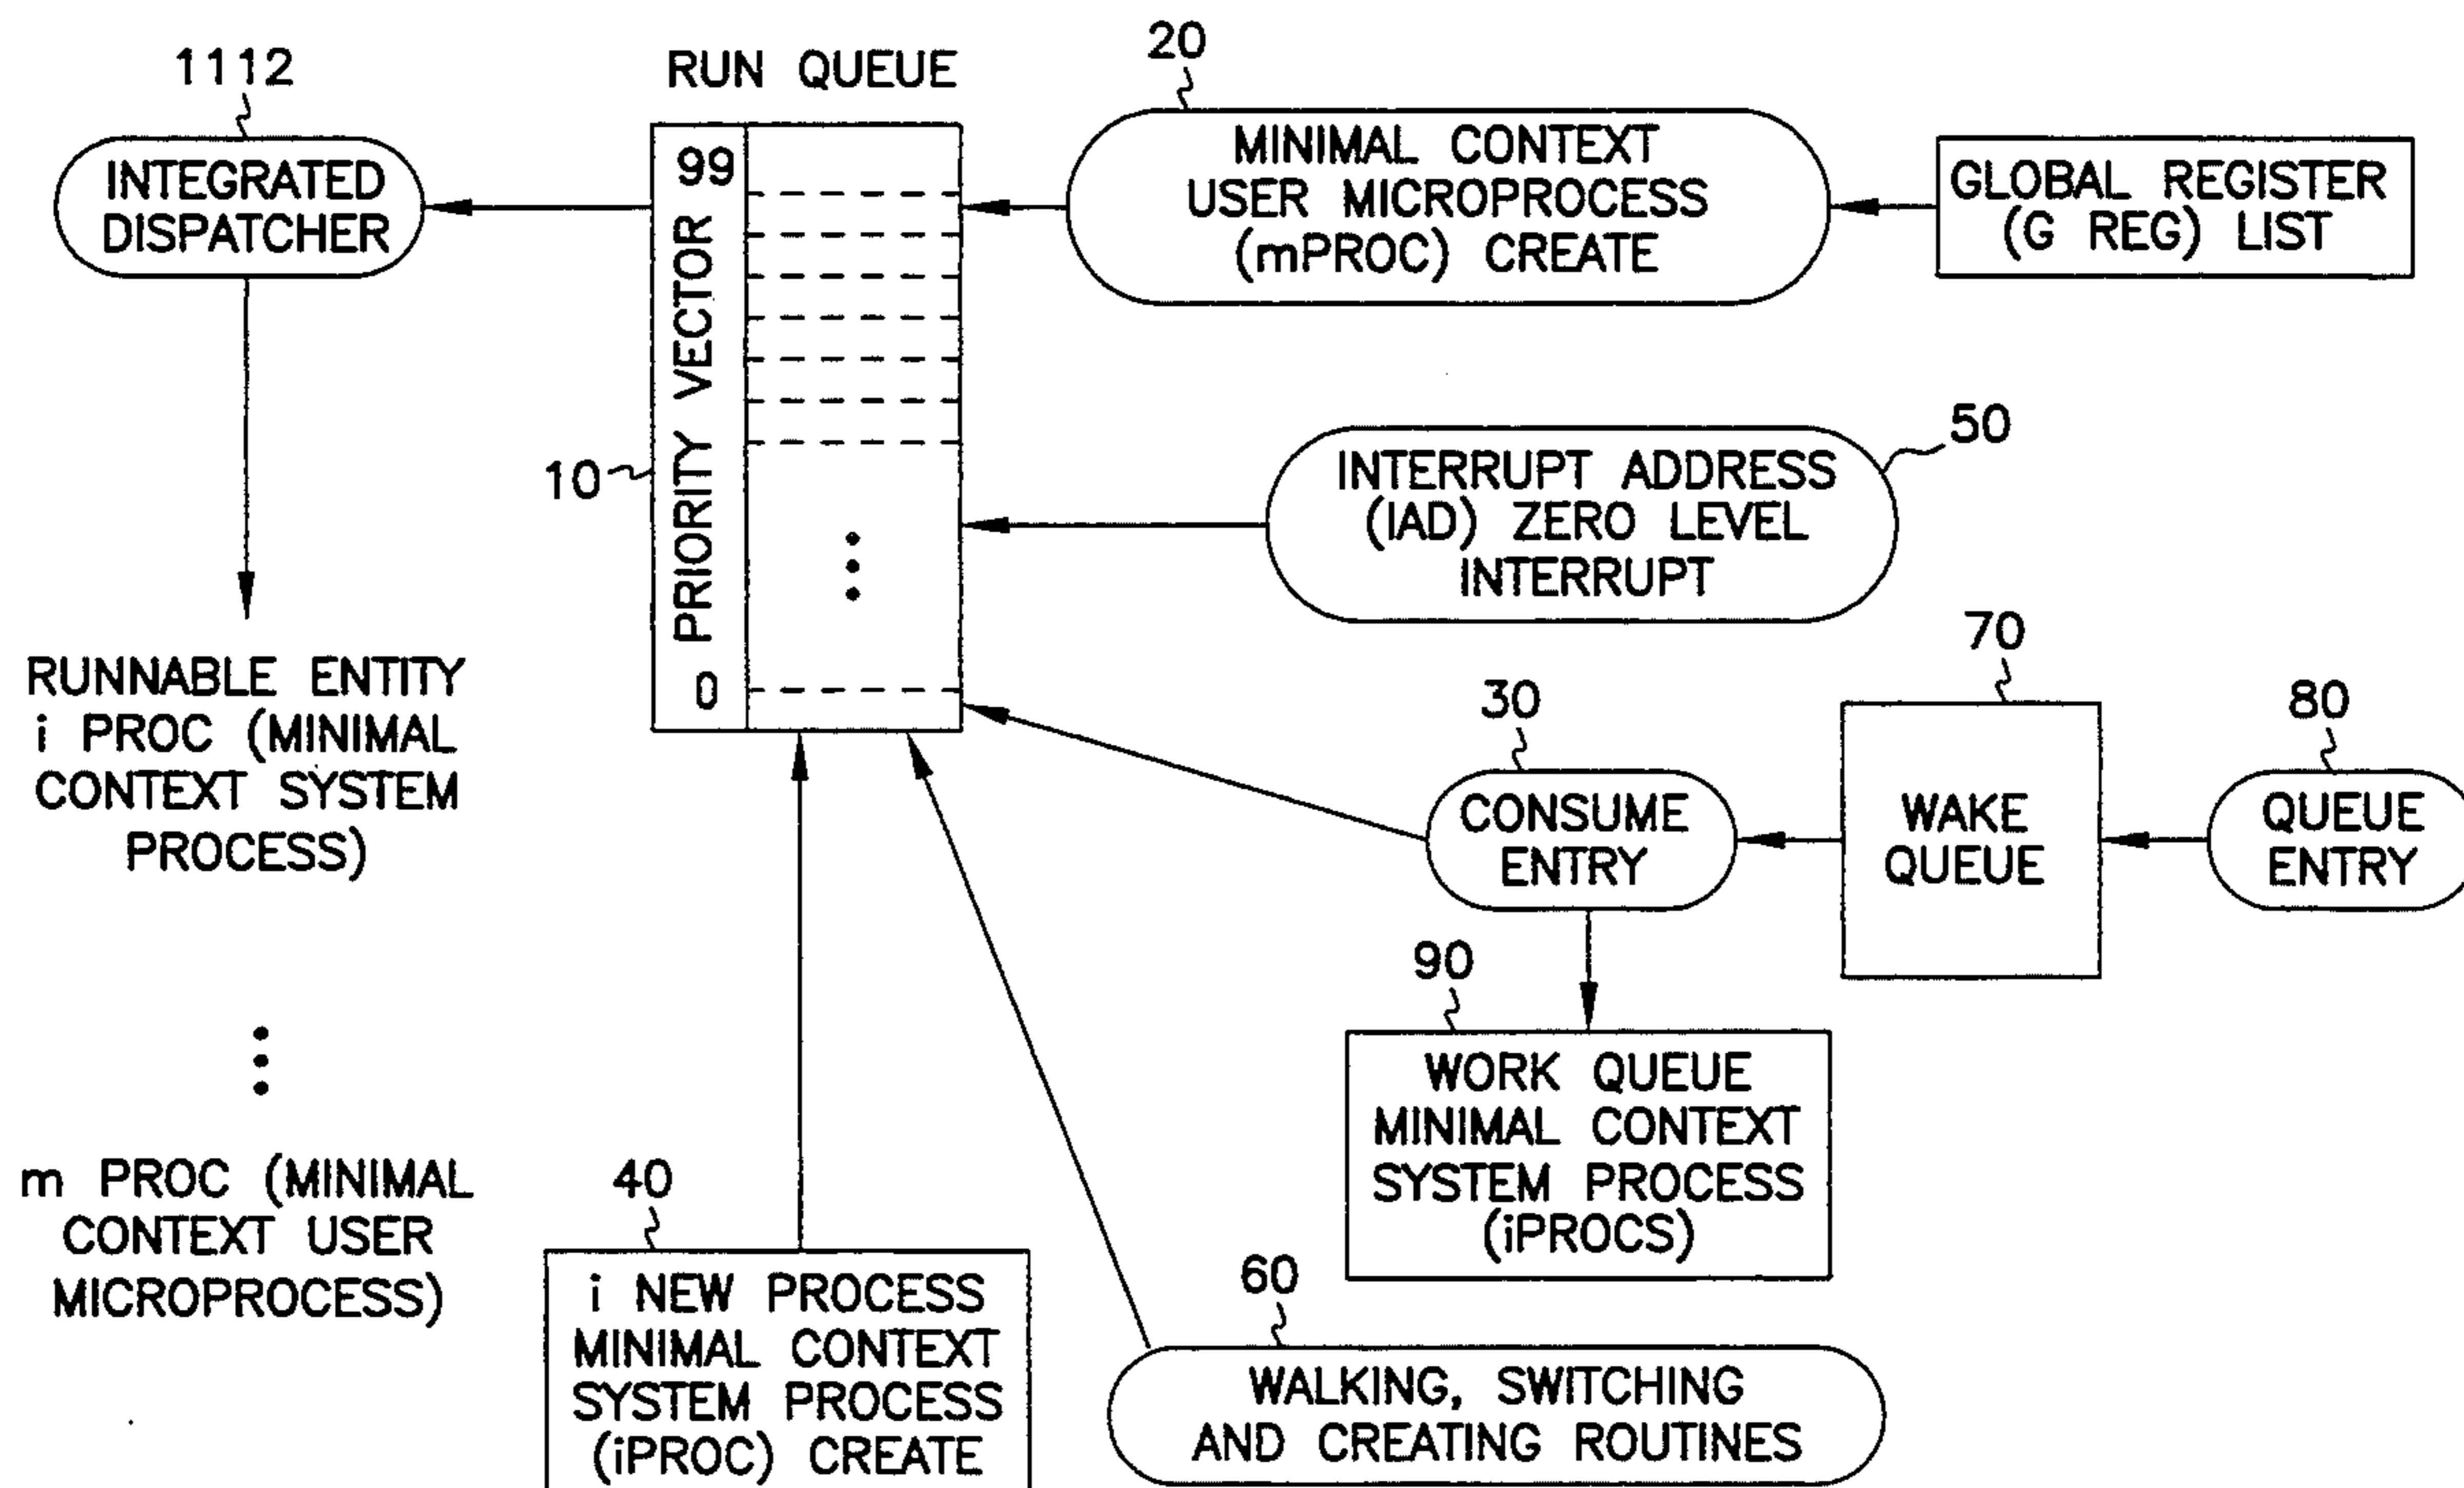 1112
INTEGRATED
DISPATCHER
RUNNABLE ENTITY
i PROC (MINIMAL
CONTEXT SYSTEM
PROCESS)
m PROC (MINIMAL
CONTEXT USER
MICROPROCESS)
RUN QUEUE
10
99
PRIORITY VECTOR
0
20
MINIMAL CONTEXT
USER MICROPROCESS
(mPROC) CREATE
GLOBAL REGISTER
(G REG) LIST
50
INTERRUPT ADDRESS
(IAD) ZERO LEVEL
INTERRUPT
30
CONSUME
ENTRY
70
WAKE
QUEUE
80
QUEUE
ENTRY
90
WORK QUEUE
MINIMAL CONTEXT
SYSTEM PROCESS
(iPROCS)
40
i NEW PROCESS
MINIMAL CONTEXT
SYSTEM PROCESS
(iPROC) CREATE
60
WALKING, SWITCHING
AND CREATING ROUTINES